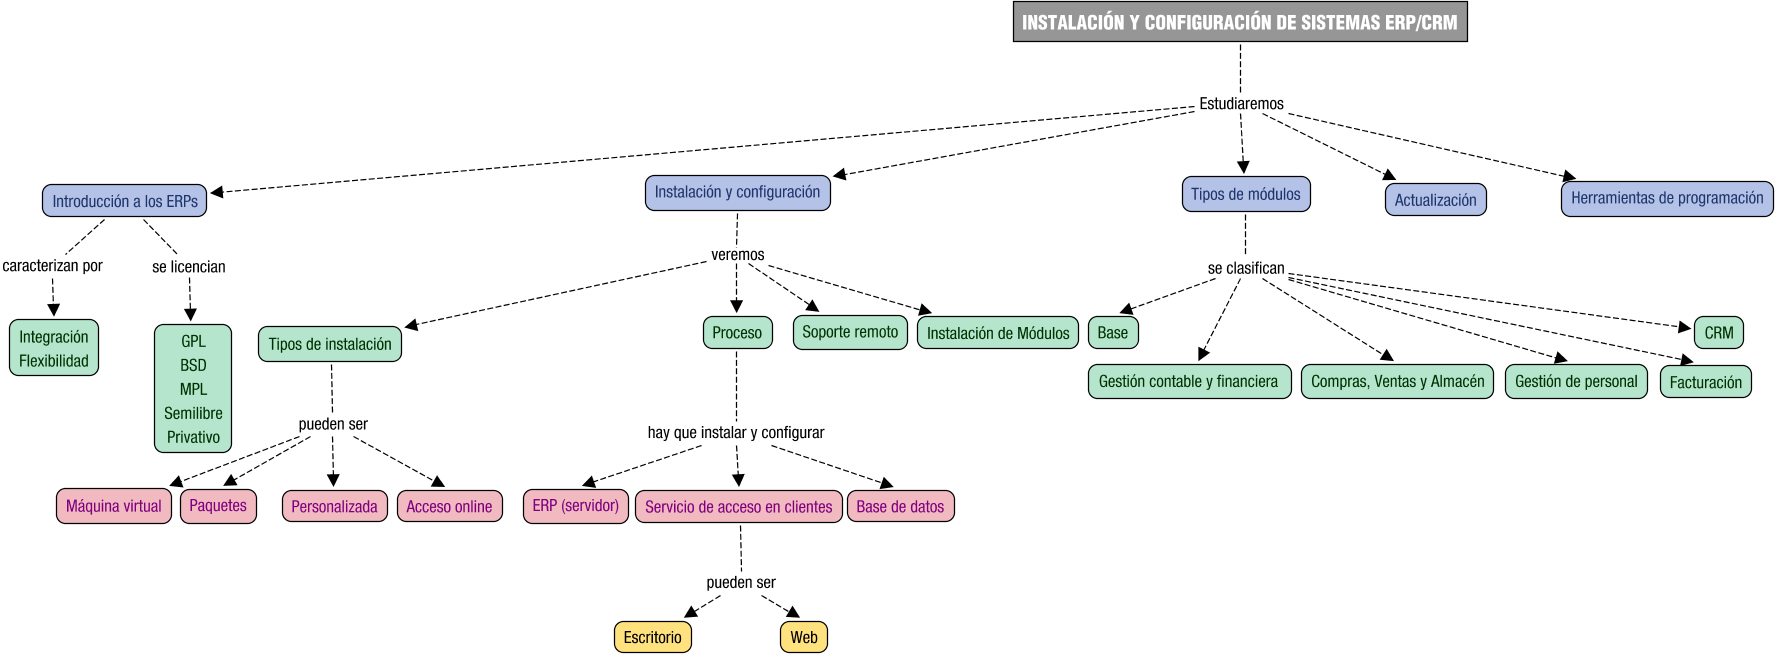 INSTALACIÓN Y CONFIGURACIÓN DE SISTEMAS ERP/CRM
Estudiaremos
Introducción a los ERPs
Instalación y configuración
Tipos de módulos
Actualización
Herramientas de programación
caracterizan por
se licencian
veremos
se clasifican
Integración
Flexibilidad
GPL
BSD
MPL
Semilibre
Privativo
Tipos de instalación
Proceso
Soporte remoto
Instalación de Módulos
Base
CRM
Gestión contable y financiera
Compras, Ventas y Almacén
Gestión de personal
Facturación
pueden ser
hay que instalar y configurar
Máquina virtual
Paquetes
Personalizada
Acceso online
ERP (servidor)
Servicio de acceso en clientes
Base de datos
pueden ser
Escritorio
Web